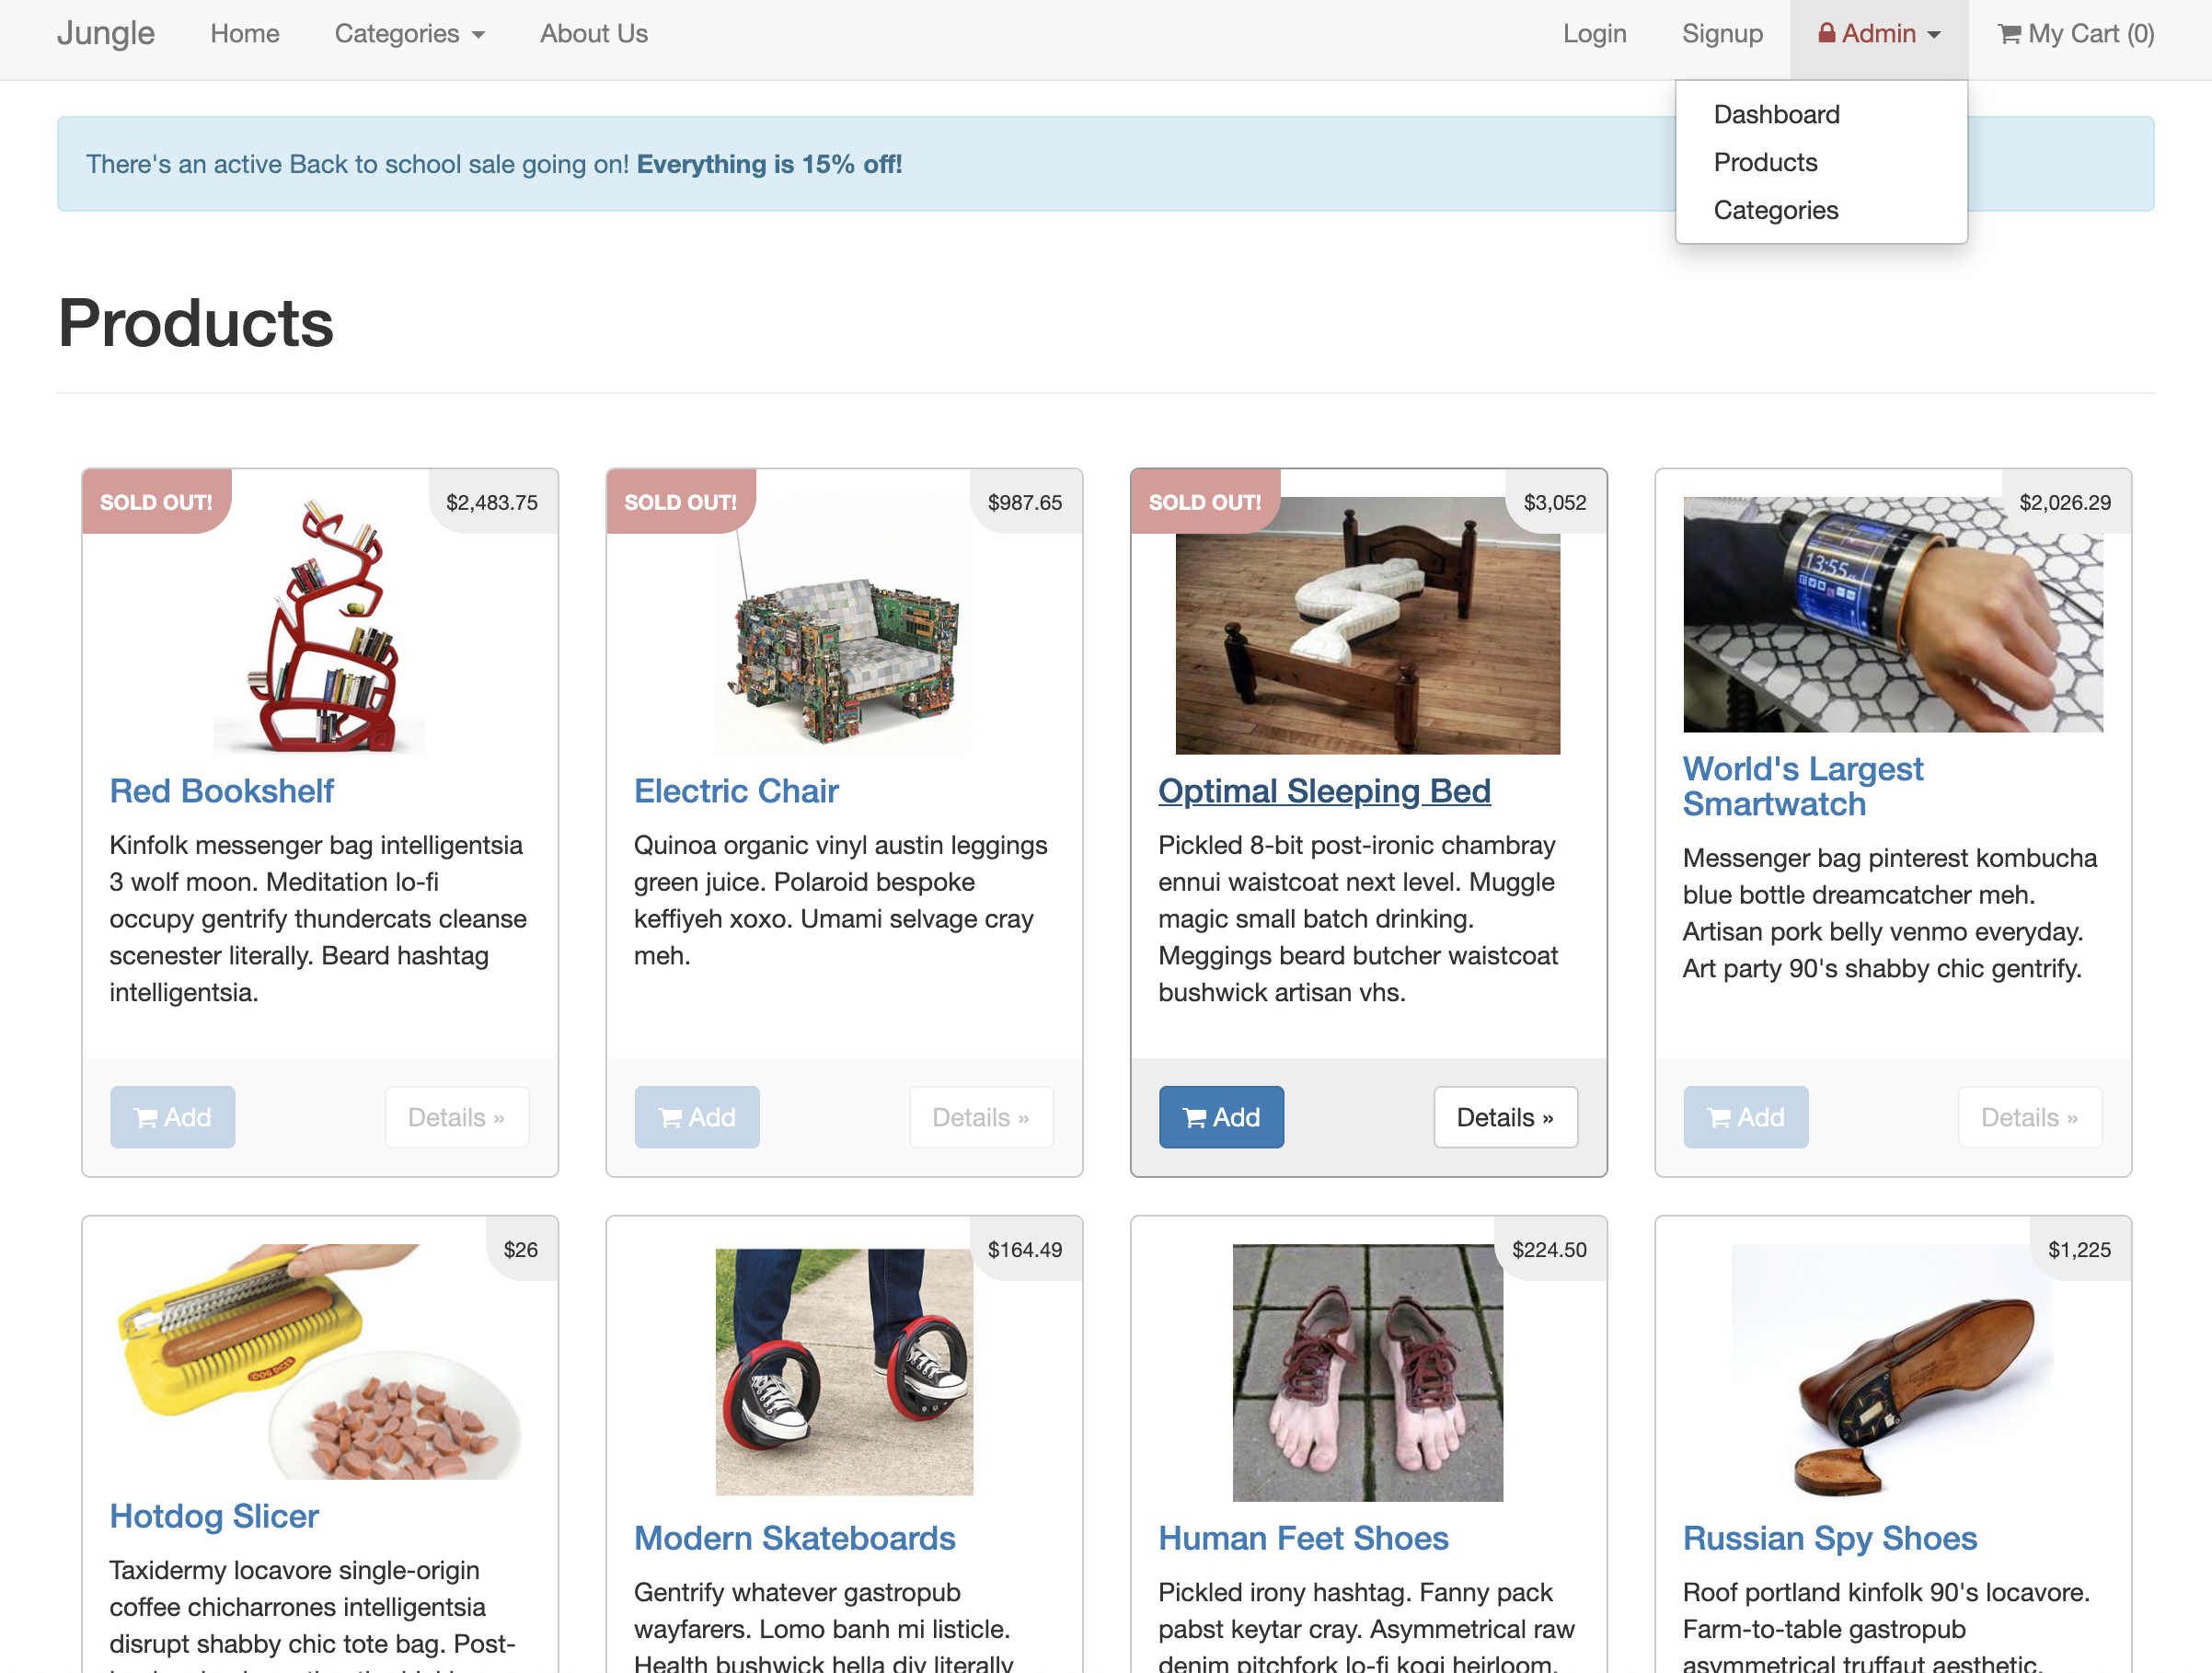 Jungle Home Categories About Us Login Signup Admin My Cart (0)
Dashboard
Products
Categories
There's an active Back to school sale going on! Everything is 15% off!
Products
SOLD OUT!
$2,483.75
Red Bookshelf
Kinfolk messenger bag intelligentsia
3 wolf moon. Meditation lo-fi
occupy gentrify thundercats cleanse
scenester literally. Beard hashtag
intelligentsia.
Add
Details »
SOLD OUT!
$987.65
Electric Chair
Quinoa organic vinyl austin leggings
green juice. Polaroid bespoke
keffiyeh xoxo. Umami selvage cray
meh.
Add
Details »
SOLD OUT!
$3,052
Optimal Sleeping Bed
Pickled 8-bit post-ironic chambray
ennui waistcoat next level. Muggle
magic small batch drinking.
Meggings beard butcher waistcoat
bushwick artisan vhs.
Add
Details »
$2,026.29
13:55
World's Largest
Smartwatch
Messenger bag pinterest kombucha
blue bottle dreamcatcher meh.
Artisan pork belly venmo everyday.
Art party 90's shabby chic gentrify.
Add
Details »
$26
Hotdog Slicer
Taxidermy locavore single-origin
coffee chicharrones intelligentsia
disrupt shabby chic tote bag. Post-
$164.49
Modern Skateboards
Gentrify whatever gastropub
wayfarers. Lomo banh mi listicle.
Health bushwick hella diy literally
$224.50
Human Feet Shoes
Pickled irony hashtag. Fanny pack
pabst keytar cray. Asymmetrical raw
denim pitchfork lo-fi kogi heirloom.
$1,225
Russian Spy Shoes
Roof portland kinfolk 90's locavore.
Farm-to-table gastropub
asymmetrical truffaut aesthetic.